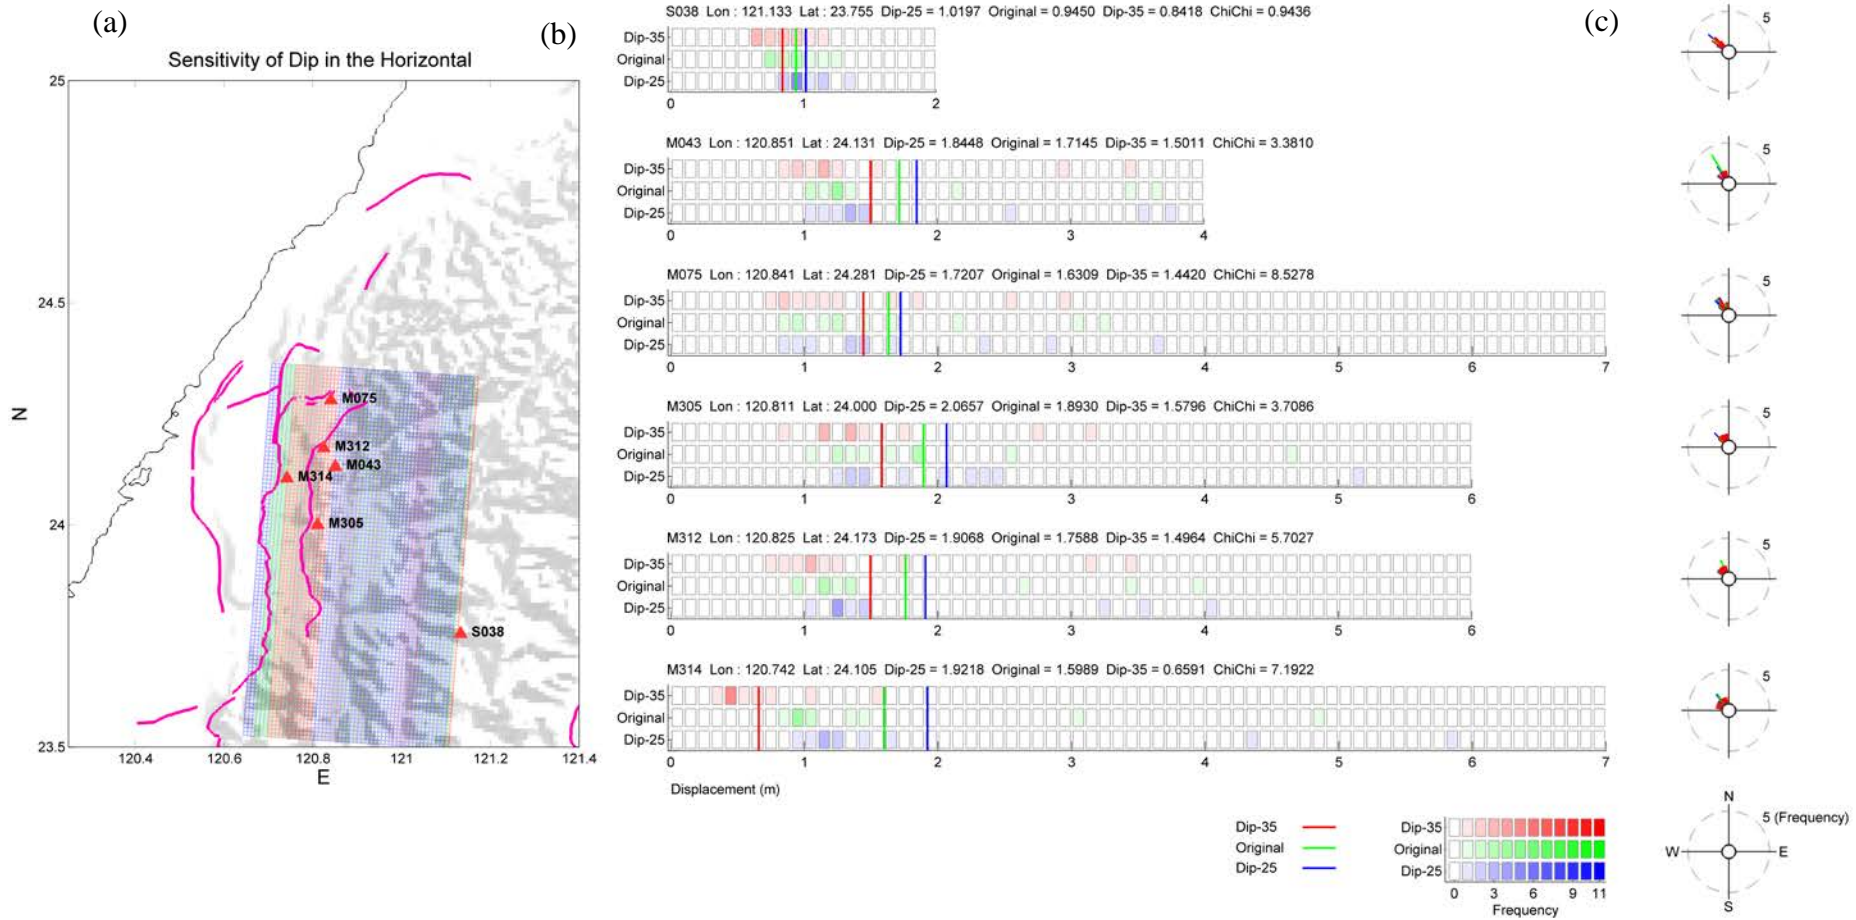 (a)
Sensitivity of Dip in the Horizontal
25
24.5
24
23.5
N
120.4 120.6 120.8 121 121.2 121.4
E
M075
M312
M043
M314
M305
S038
(b)
S038 Lon : 121.133 Lat : 23.755 Dip-25 = 1.0197 Original = 0.9450 Dip-35 = 0.8418 ChiChi = 0.9436
Dip-35
Original
Dip-25
0 1 2
M043 Lon : 120.851 Lat : 24.131 Dip-25 = 1.8448 Original = 1.7145 Dip-35 = 1.5011 ChiChi = 3.3810
Dip-35
Original
Dip-25
0 1 2 3 4
M075 Lon : 120.841 Lat : 24.281 Dip-25 = 1.7207 Original = 1.6309 Dip-35 = 1.4420 ChiChi = 8.5278
Dip-35
Original
Dip-25
0 1 2 3 4 5 6 7
M305 Lon : 120.811 Lat : 24.000 Dip-25 = 2.0657 Original = 1.8930 Dip-35 = 1.5796 ChiChi = 3.7086
Dip-35
Original
Dip-25
0 1 2 3 4 5 6
M312 Lon : 120.825 Lat : 24.173 Dip-25 = 1.9068 Original = 1.7588 Dip-35 = 1.4964 ChiChi = 5.7027
Dip-35
Original
Dip-25
0 1 2 3 4 5 6
M314 Lon : 120.742 Lat : 24.105 Dip-25 = 1.9218 Original = 1.5989 Dip-35 = 0.6591 ChiChi = 7.1922
Dip-35
Original
Dip-25
0 1 2 3 4 5 6 7
Displacement (m)
Dip-35
Original
Dip-25
Dip-35
Original
Dip-25
0 3 6 9 11
Frequency
(c)
5
5
5
5
5
5
N
5 (Frequency)
W E
S